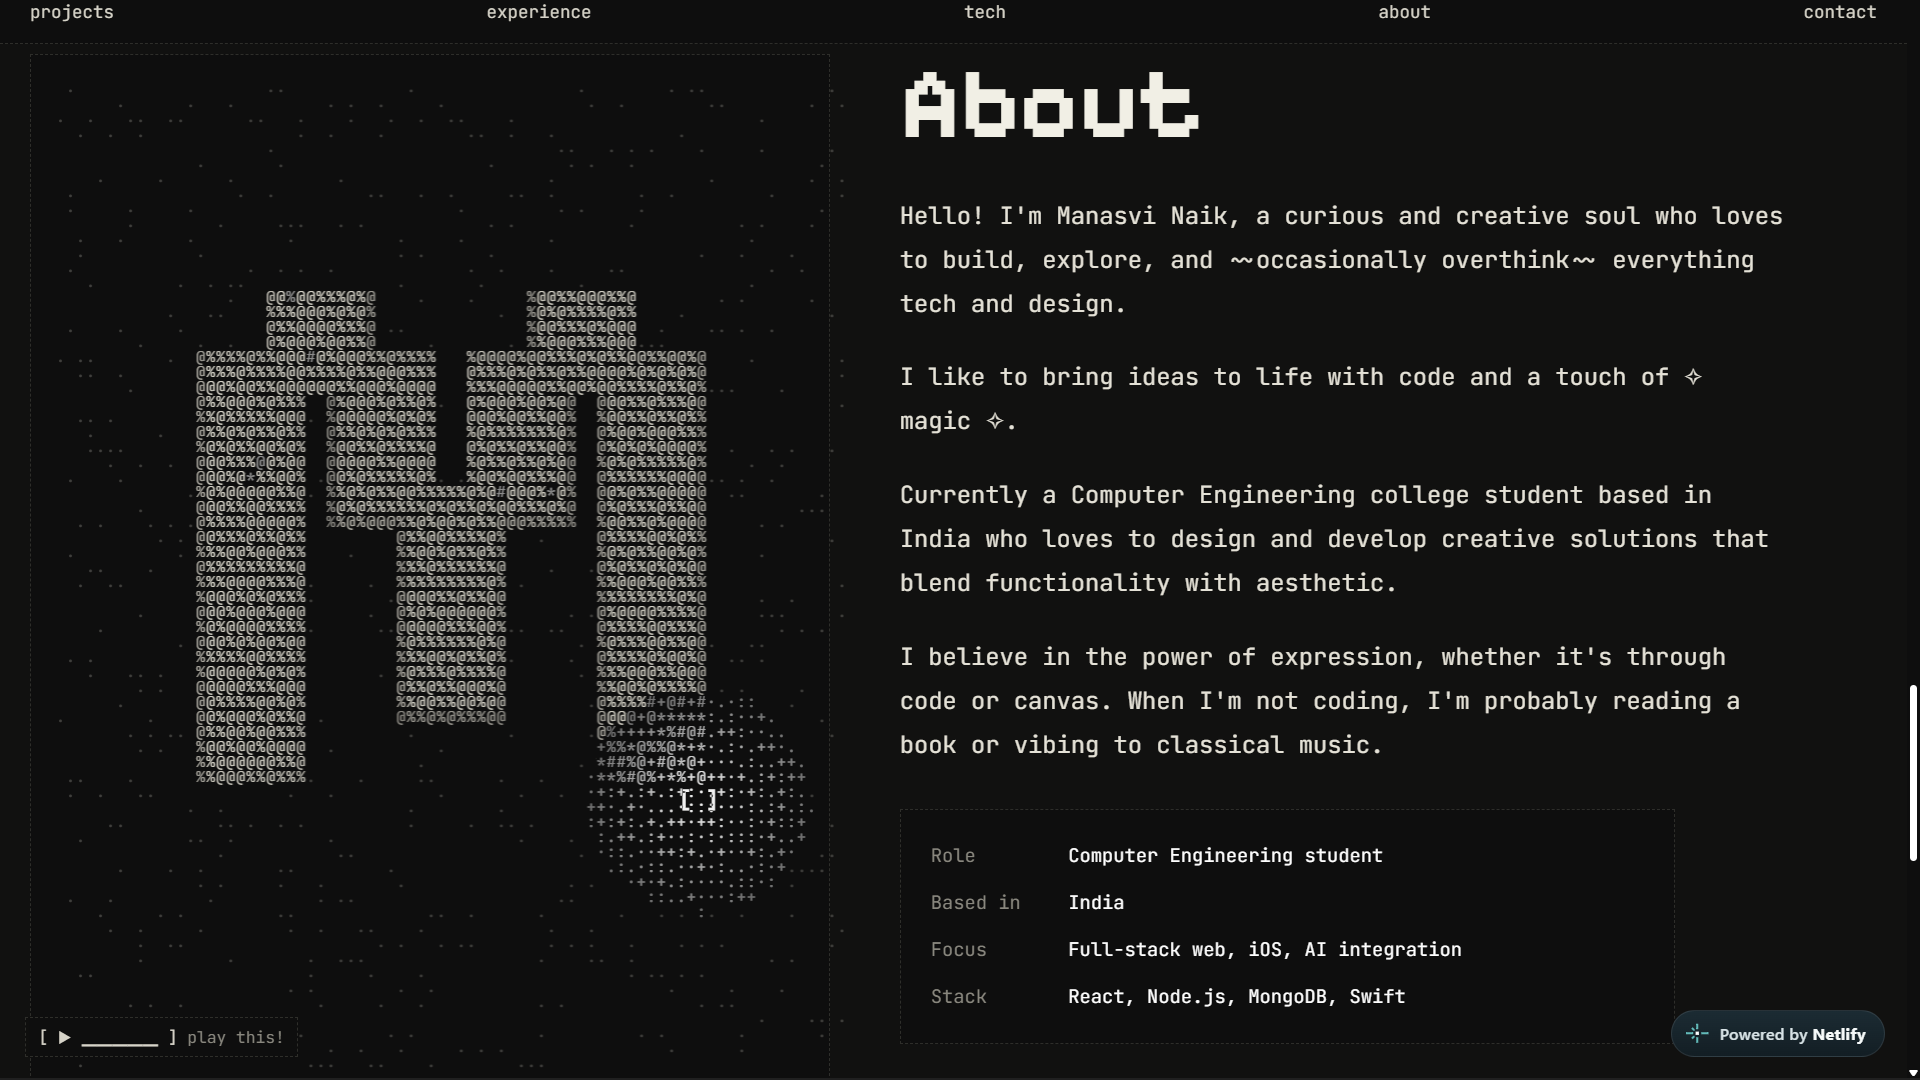 projects experience tech about contact
About
Hello! I'm Manasvi Naik, a curious and creative soul who loves
to build, explore, and ~~occasionally overthink~~ everything
tech and design.
I like to bring ideas to life with code and a touch of ✧
magic ✧.
Currently a Computer Engineering college student based in
India who loves to design and develop creative solutions that
blend functionality with aesthetic.
I believe in the power of expression, whether it's through
code or canvas. When I'm not coding, I'm probably reading a
book or vibing to classical music.
Role Computer Engineering student
Based in India
Focus Full-stack web, iOS, AI integration
Stack React, Node.js, MongoDB, Swift
[ ▶ ________ ] play this!
Powered by Netlify